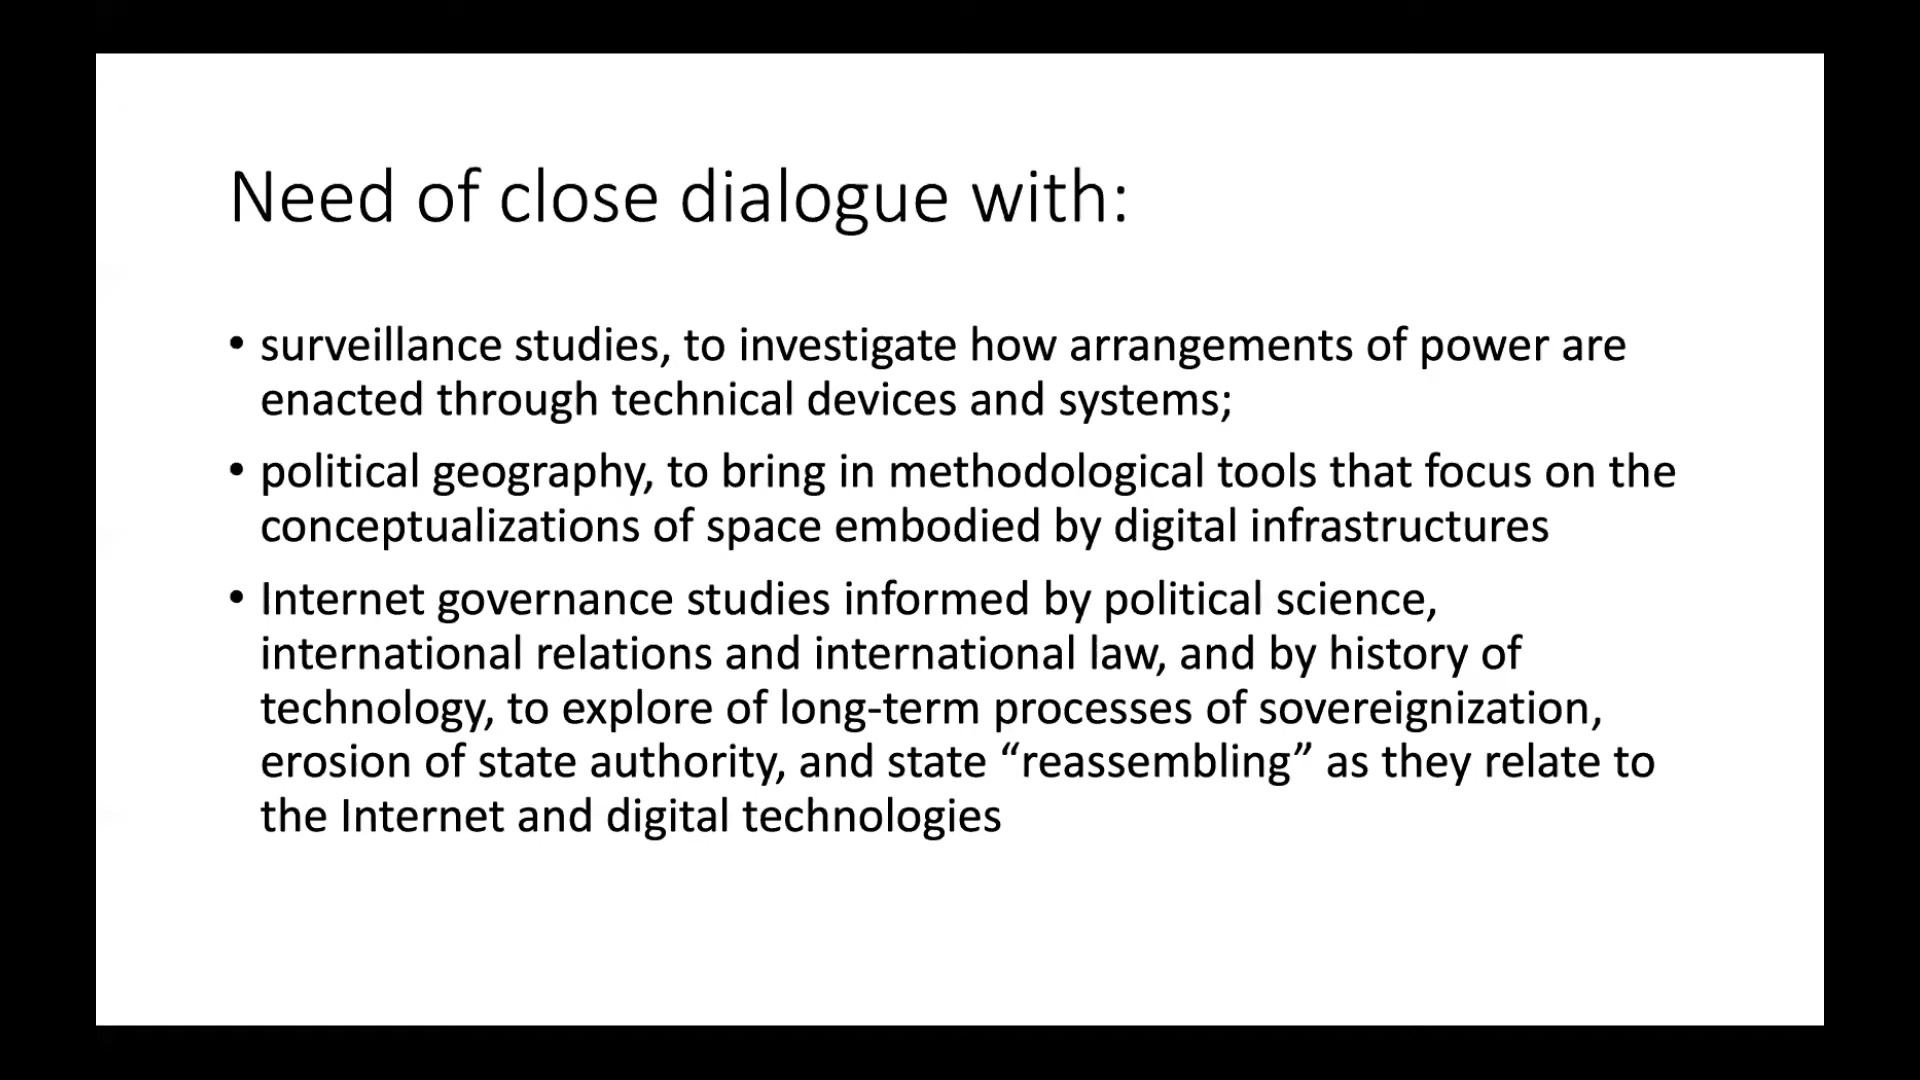 Need of close dialogue with:
• surveillance studies, to investigate how arrangements of power are
enacted through technical devices and systems;
• political geography, to bring in methodological tools that focus on the
conceptualizations of space embodied by digital infrastructures
• Internet governance studies informed by political science,
international relations and international law, and by history of
technology, to explore of long-term processes of sovereignization,
erosion of state authority, and state “reassembling” as they relate to
the Internet and digital technologies